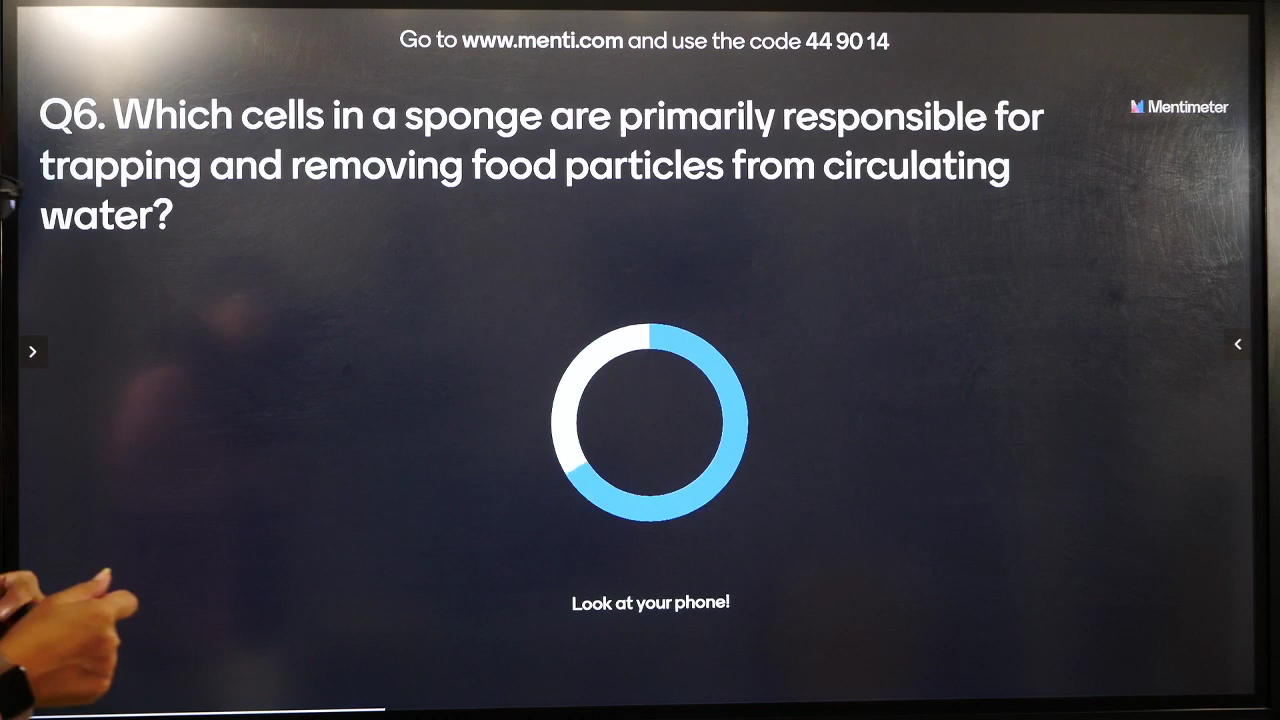 Go to www.menti.com and use the code 44 90 14
Q6. Which cells in a sponge are primarily responsible for
trapping and removing food particles from circulating
water?
Mentimeter
Look at your phone!